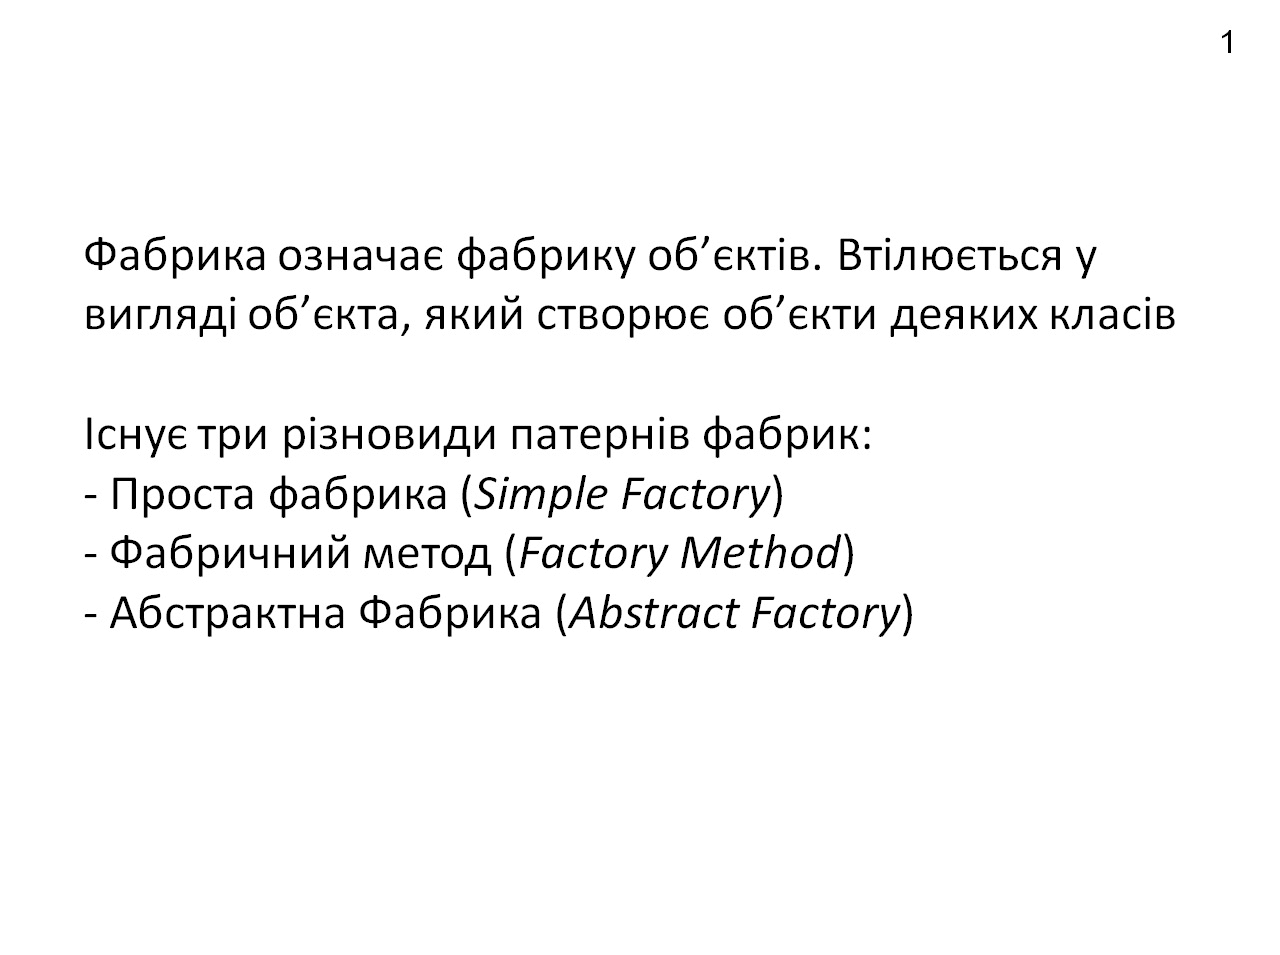 1
Фабрика означає фабрику об’єктів. Втілюється у
вигляді об’єкта, який створює об’єкти деяких класів
Існує три різновиди патернів фабрик:
- Проста фабрика (Simple Factory)
- Фабричний метод (Factory Method)
- Абстрактна Фабрика (Abstract Factory)